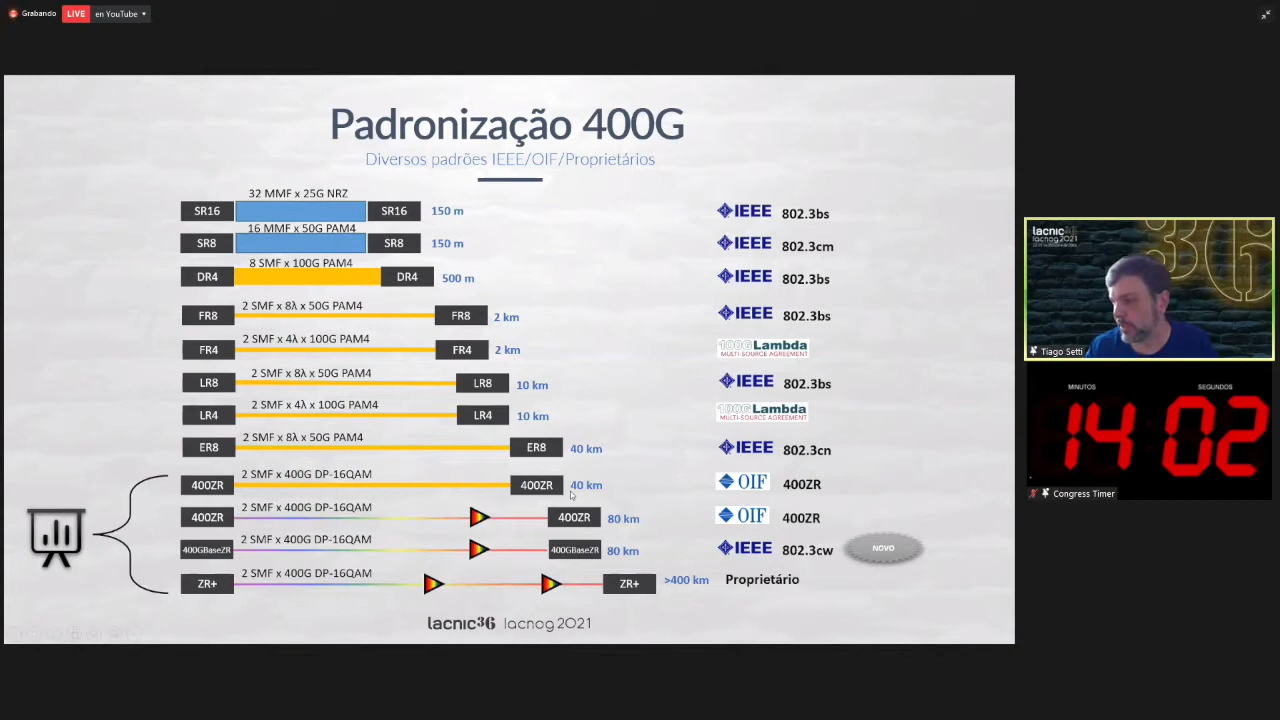 Grabando LIVE en YouTube
Padronização 400G
Diversos padrões IEEE/OIF/Proprietários
32 MMF x 25G NRZ
SR16 SR16 150 m IEEE 802.3bs
16 MMF x 50G PAM4
SR8 SR8 150 m IEEE 802.3cm
8 SMF x 100G PAM4
DR4 DR4 500 m IEEE 802.3bs
2 SMF x 8λ x 50G PAM4
FR8 FR8 2 km IEEE 802.3bs
2 SMF x 4λ x 100G PAM4
FR4 FR4 2 km 100G Lambda
MULTI-SOURCE AGREEMENT
2 SMF x 8λ x 50G PAM4
LR8 LR8 10 km IEEE 802.3bs
2 SMF x 4λ x 100G PAM4
LR4 LR4 10 km 100G Lambda
MULTI-SOURCE AGREEMENT
2 SMF x 8λ x 50G PAM4
ER8 ER8 40 km IEEE 802.3cn
2 SMF x 400G DP-16QAM
400ZR 400ZR 40 km OIF 400ZR
2 SMF x 400G DP-16QAM
400ZR 400ZR 80 km OIF 400ZR
2 SMF x 400G DP-16QAM
400GBaseZR 400GBaseZR 80 km IEEE 802.3cw NOVO
2 SMF x 400G DP-16QAM
ZR+ ZR+ >400 km Proprietário
lacnic36 lacnog2021
lacnic36
lacnog2021
36
Tiago Setti
MINUTOS SEGUNDOS
14 02
Congress Timer